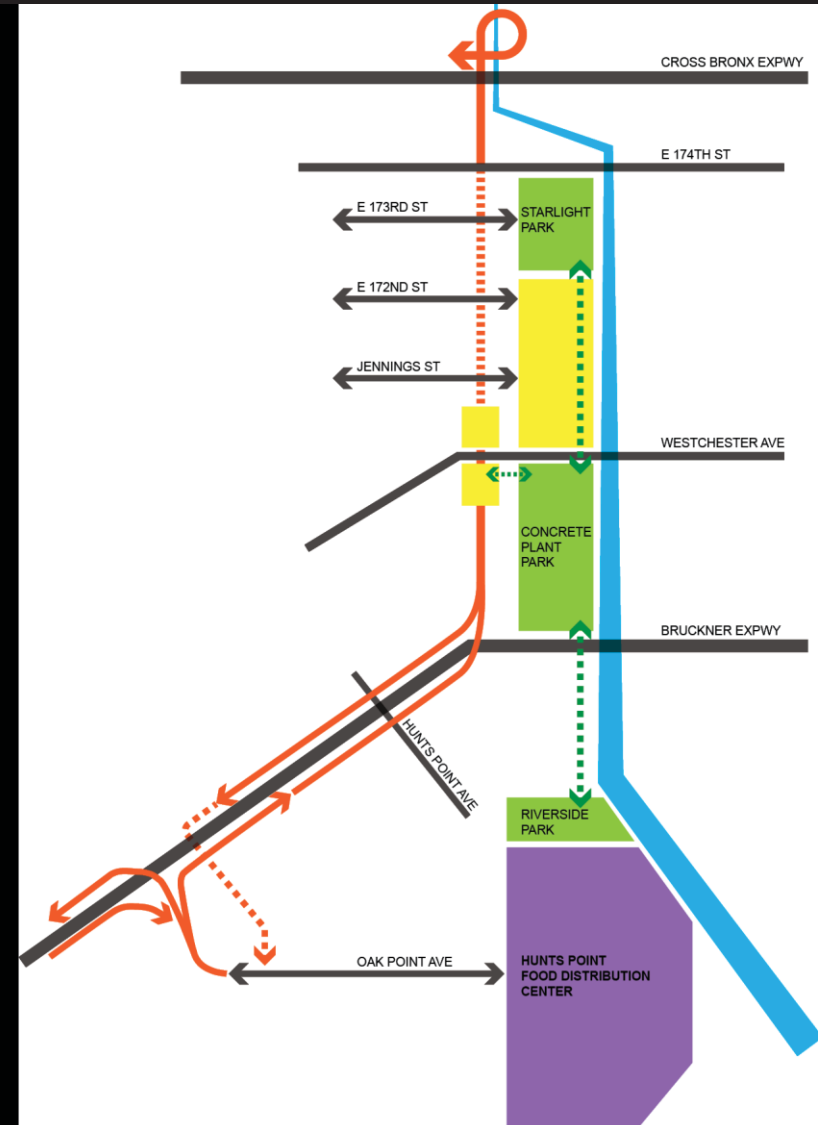 CROSS BRONX EXPWY
E 174TH ST
E 173RD ST
STARLIGHT
PARK
E 172ND ST
JENNINGS ST
WESTCHESTER AVE
CONCRETE
PLANT
PARK
BRUCKNER EXPWY
HUNTS POINT AVE
RIVERSIDE
PARK
OAK POINT AVE
HUNTS POINT
FOOD DISTRIBUTION
CENTER